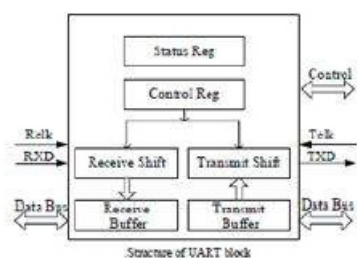 Status Reg
Control
Control Reg
Rclk
Tclk
RXD
Receive Shift
Transmit Shift
TXD
Data Bus
Receive
Buffer
Transmit
Buffer
Data Bus
Structure of UART block